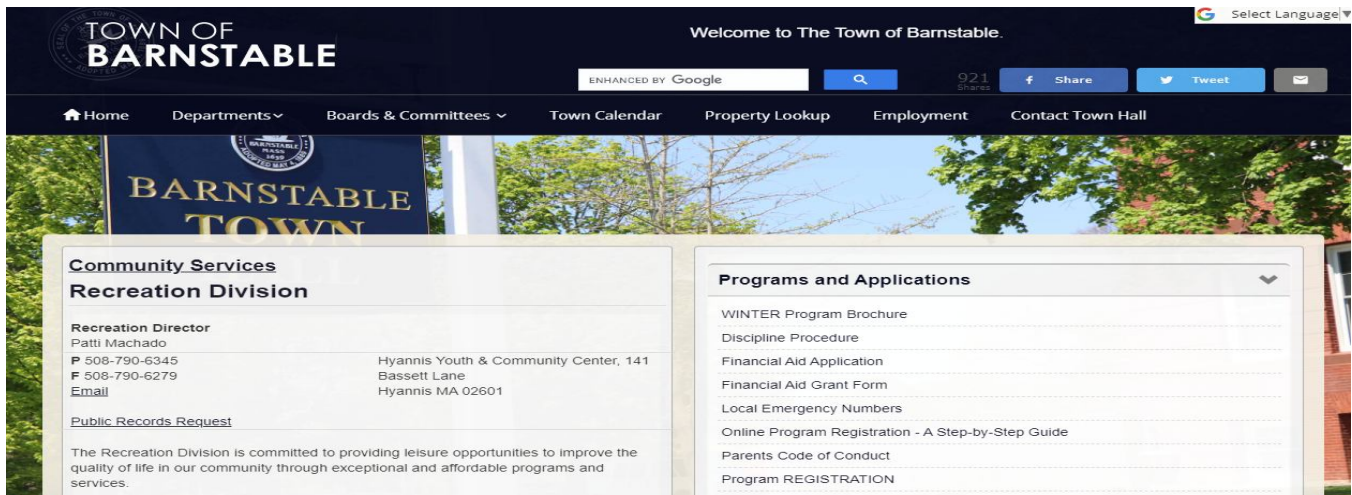 Select Language
TOWN OF
BARNSTABLE
Welcome to The Town of Barnstable.
ENHANCED BY Google
921
Shares
Share
Tweet
Home
Departments
Boards & Committees
Town Calendar
Property Lookup
Employment
Contact Town Hall
BARNSTABLE
MASS
1639
BARNSTABLE
TOWN
Community Services
Recreation Division
Recreation Director
Patti Machado
P 508-790-6345
F 508-790-6279
Email
Hyannis Youth & Community Center, 141
Bassett Lane
Hyannis MA 02601
Public Records Request
The Recreation Division is committed to providing leisure opportunities to improve the
quality of life in our community through exceptional and affordable programs and
services.
Programs and Applications
WINTER Program Brochure
Discipline Procedure
Financial Aid Application
Financial Aid Grant Form
Local Emergency Numbers
Online Program Registration - A Step-by-Step Guide
Parents Code of Conduct
Program REGISTRATION